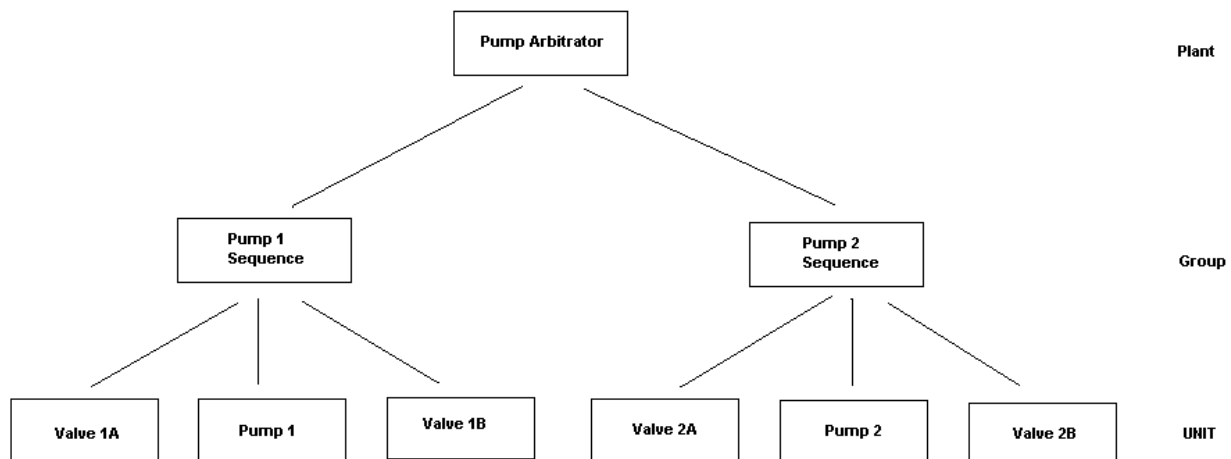 Pump Arbitrator
Plant
Pump 1
Sequence
Pump 2
Sequence
Group
Valve 1A
Pump 1
Valve 1B
Valve 2A
Pump 2
Valve 2B
UNIT